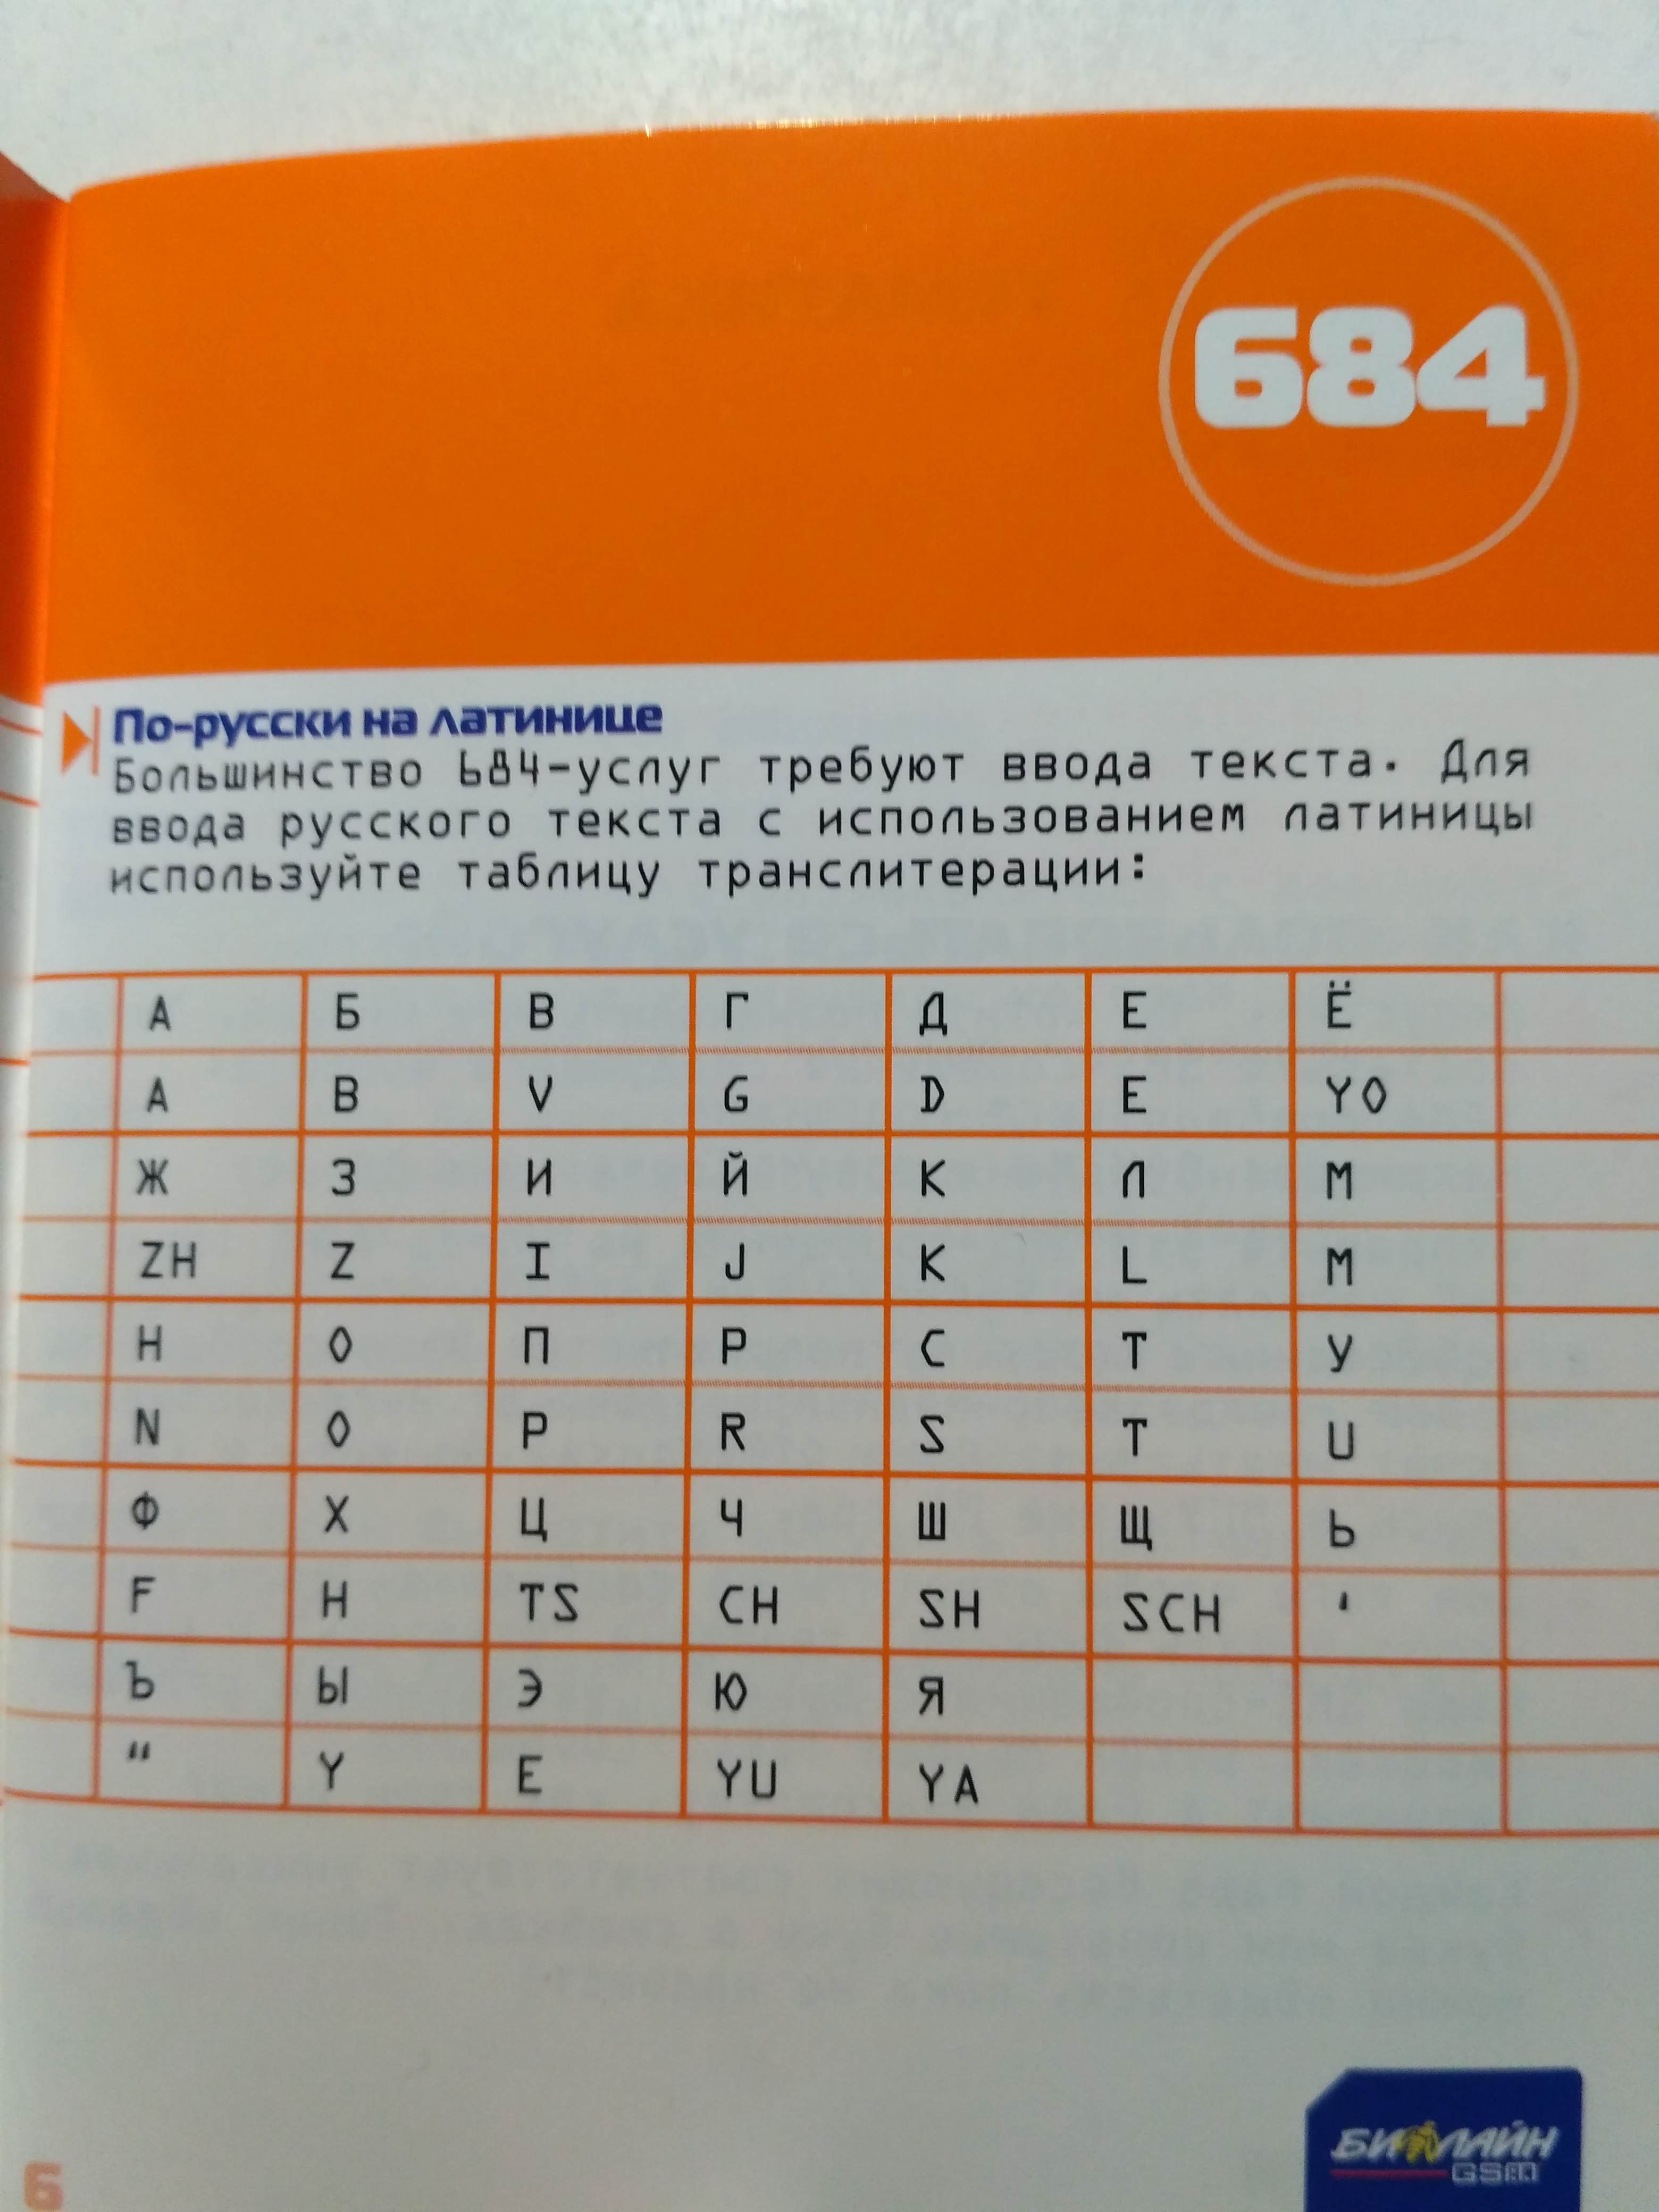 684
По-русски на латинице
Большинство 684-услуг требуют ввода текста. Для
ввода русского текста с использованием латиницы
используйте таблицу транслитерации:
А Б В Г Д Е Ё
A B V G D E YO
Ж З И Й К Л М
ZH Z I J K L M
Н О П Р С Т У
N O P R S T U
Ф Х Ц Ч Ш Щ Ь
F H TS CH SH SCH '
Ъ Ы Э Ю Я
" Y E YU YA
БИЛАЙН
GSM
6